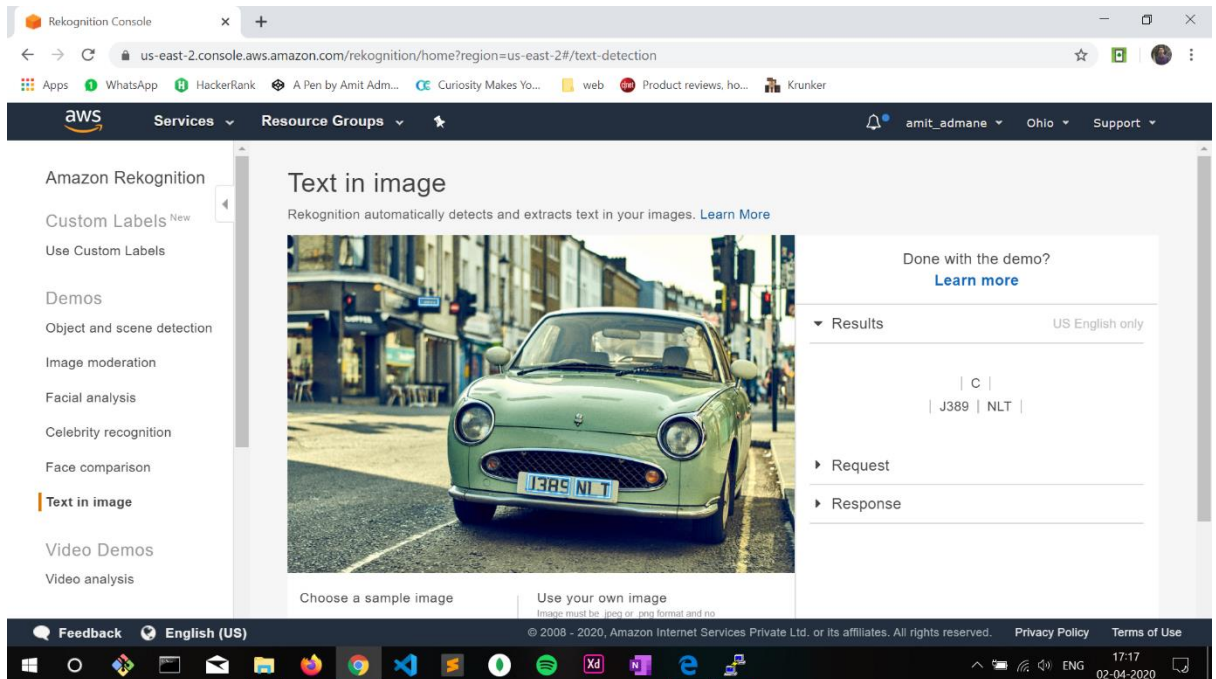 Rekognition Console
us-east-2.console.aws.amazon.com/rekognition/home?region=us-east-2#/text-detection
Apps WhatsApp HackerRank A Pen by Amit Adm... Curiosity Makes Yo... web Product reviews, ho... Krunker
aws Services Resource Groups amit_admane Ohio Support
Amazon Rekognition
Custom Labels New
Use Custom Labels
Demos
Object and scene detection
Image moderation
Facial analysis
Celebrity recognition
Face comparison
Text in image
Video Demos
Video analysis
Text in image
Rekognition automatically detects and extracts text in your images. Learn More
J389 NLT
Choose a sample image
Use your own image
Image must be .jpeg or .png format and no
Done with the demo?
Learn more
Results US English only
| C |
| J389 | NLT |
Request
Response
Feedback English (US) © 2008 - 2020, Amazon Internet Services Private Ltd. or its affiliates. All rights reserved. Privacy Policy Terms of Use
ENG
17:17
02-04-2020